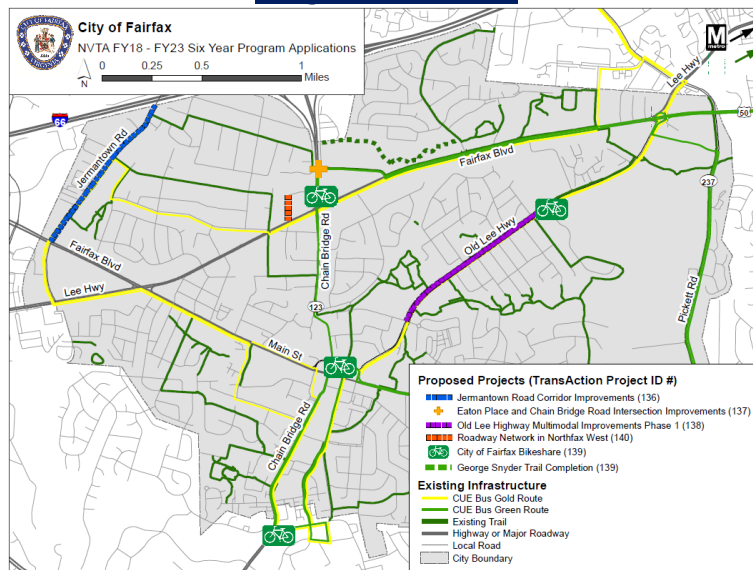 City of Fairfax
NVTA FY18 - FY23 Six Year Program Applications
N
0 0.25 0.5 1
Miles
M
metro
66
Lee Hwy
50
Jermantown Rd
Fairfax Blvd
237
Chain Bridge Rd
Old Lee Hwy
Fairfax Blvd
Lee Hwy
123
Pickett Rd
Main St
Chain Bridge Rd
Proposed Projects (TransAction Project ID #)
Jermantown Road Corridor Improvements (136)
Eaton Place and Chain Bridge Road Intersection Improvements (137)
Old Lee Highway Multimodal Improvements Phase 1 (138)
Roadway Network in Northfax West (140)
City of Fairfax Bikeshare (139)
George Snyder Trail Completion (139)
Existing Infrastructure
CUE Bus Gold Route
CUE Bus Green Route
Existing Trail
Highway or Major Roadway
Local Road
City Boundary